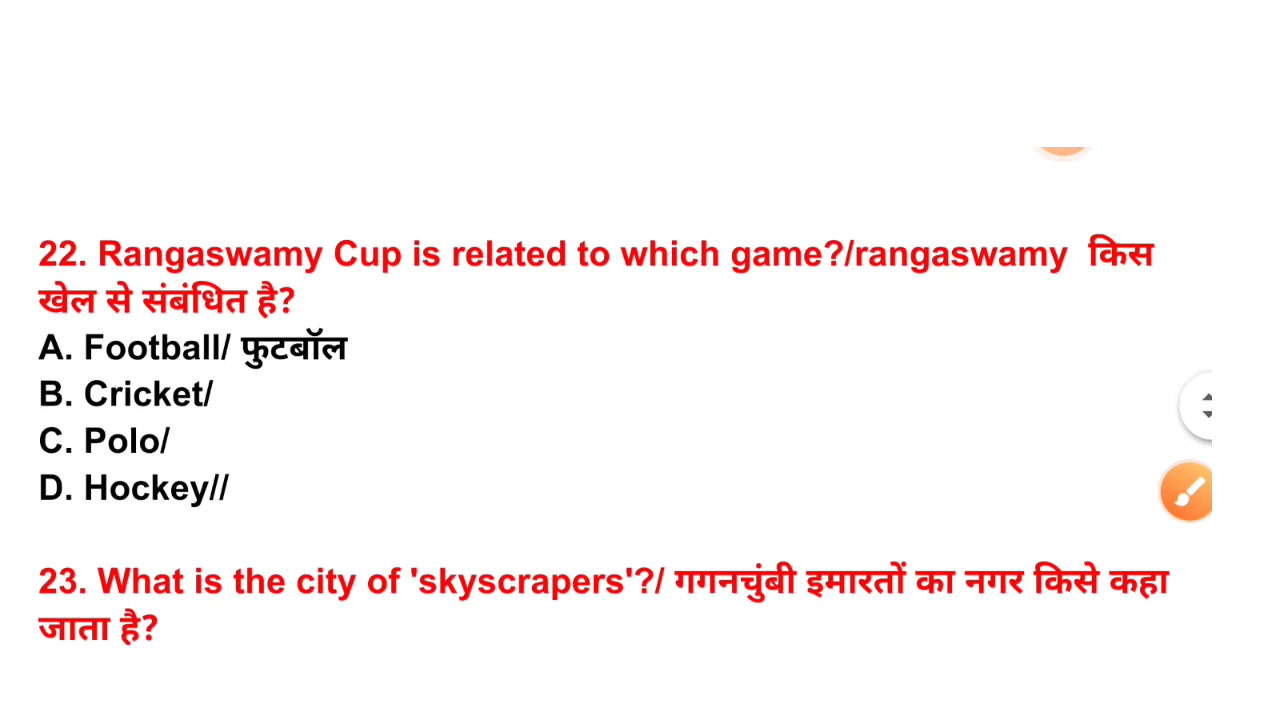 22. Rangaswamy Cup is related to which game?/rangaswamy किस
खेल से संबंधित है?
A. Football/ फुटबॉल
B. Cricket/
C. Polo/
D. Hockey//
23. What is the city of 'skyscrapers'?/ गगनचुंबी इमारतों का नगर किसे कहा
जाता है?